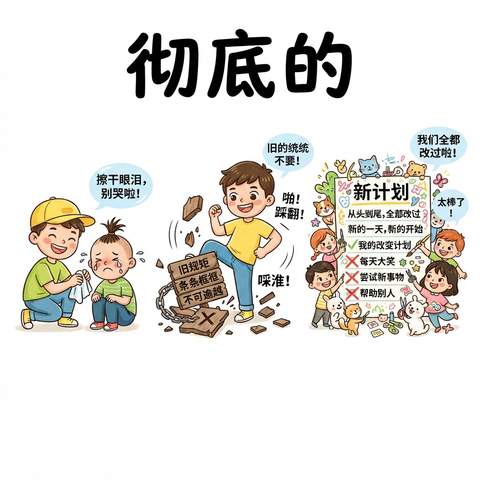 彻底的
擦干眼泪，
别哭啦！
旧的统统
不要！
啪！
踩翻！
旧规矩
条条框框
不可逾越
踩准！
我们全都
改过啦！
太棒了
！
新计划
从头到尾，全部改过
新的一天，新的开始
我的改变计划
每天大笑
尝试新事物
帮助别人